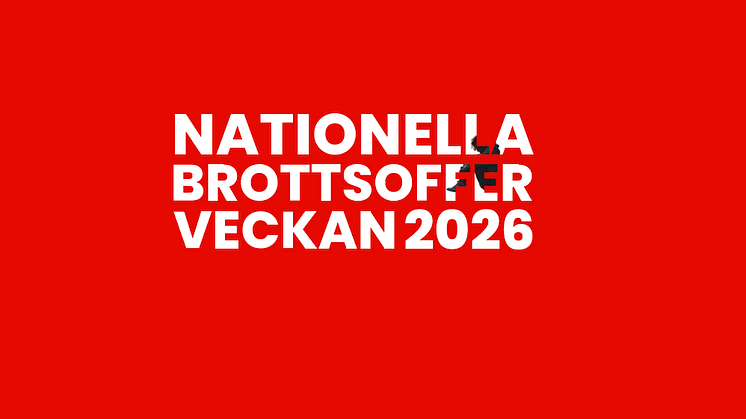 NATIONELLA
BROTTSOFFER
VECKAN 2026